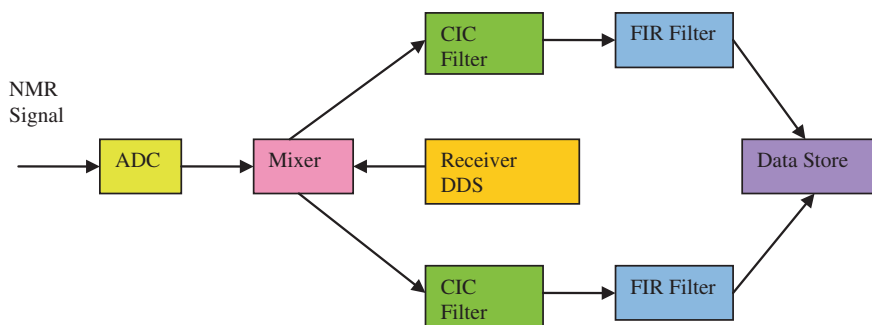 CIC
Filter
FIR Filter
NMR
Signal
ADC
Mixer
Receiver
DDS
Data Store
CIC
Filter
FIR Filter